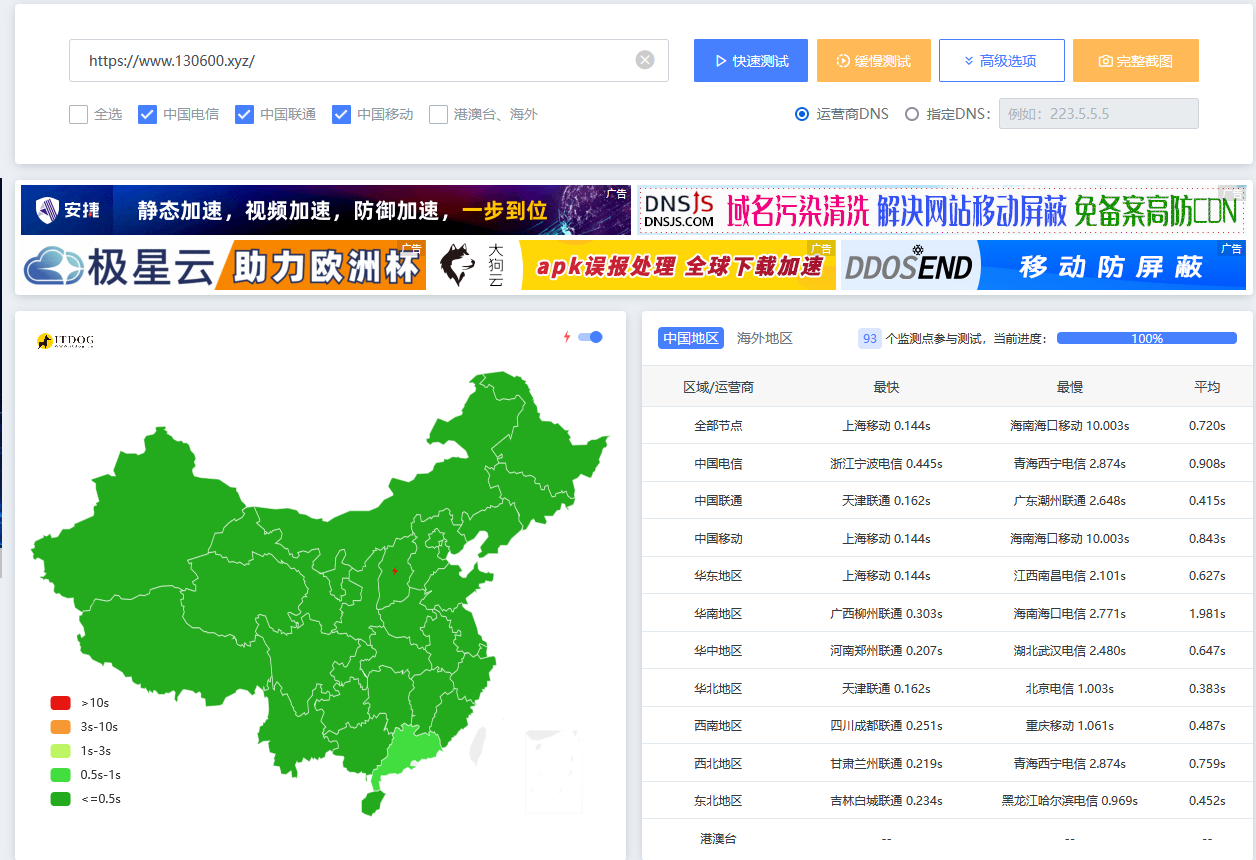 https://www.130600.xyz/
快速测试
缓慢测试
高级选项
完整截图
全选
中国电信
中国联通
中国移动
港澳台、海外
运营商DNS
指定DNS:
例如：223.5.5.5
安捷
静态加速，视频加速，防御加速，一步到位
广告
DNSJS
DNSJS.COM
域名污染清洗 解决网站移动屏蔽 免备案高防CDN
极星云
助力欧洲杯
广告
大狗云
apk误报处理 全球下载加速
广告
DDOSEND
移动防屏蔽
广告
ITDOG
>10s
3s-10s
1s-3s
0.5s-1s
<=0.5s
中国地区
海外地区
93 个监测点参与测试，当前进度：
100%
区域/运营商 最快 最慢 平均
全部节点 上海移动 0.144s 海南海口移动 10.003s 0.720s
中国电信 浙江宁波电信 0.445s 青海西宁电信 2.874s 0.908s
中国联通 天津联通 0.162s 广东潮州联通 2.648s 0.415s
中国移动 上海移动 0.144s 海南海口移动 10.003s 0.843s
华东地区 上海移动 0.144s 江西南昌电信 2.101s 0.627s
华南地区 广西柳州联通 0.303s 海南海口电信 2.771s 1.981s
华中地区 河南郑州联通 0.207s 湖北武汉电信 2.480s 0.647s
华北地区 天津联通 0.162s 北京电信 1.003s 0.383s
西南地区 四川成都联通 0.251s 重庆移动 1.061s 0.487s
西北地区 甘肃兰州联通 0.219s 青海西宁电信 2.874s 0.759s
东北地区 吉林白城联通 0.234s 黑龙江哈尔滨电信 0.969s 0.452s
港澳台 -- -- --